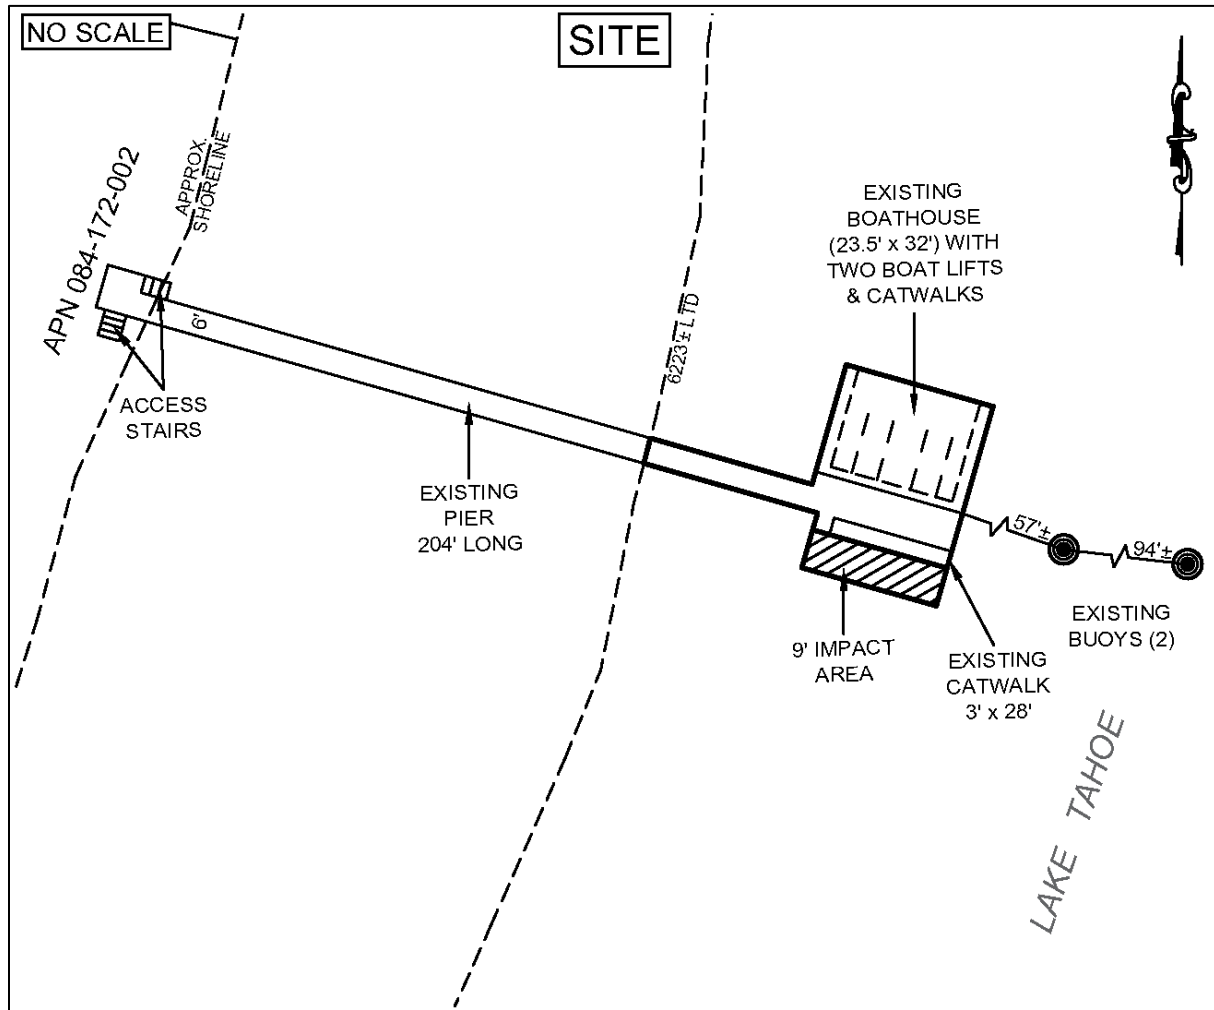 NO SCALE
SITE
APPROX.
SHORELINE
APN 084-172-002
EXISTING
BOATHOUSE
(23.5' x 32') WITH
TWO BOAT LIFTS
& CATWALKS
6'
6223'± LTD
ACCESS
STAIRS
EXISTING
PIER
204' LONG
57'±
94'±
EXISTING
BUOYS (2)
9' IMPACT
AREA
EXISTING
CATWALK
3' x 28'
LAKE TAHOE